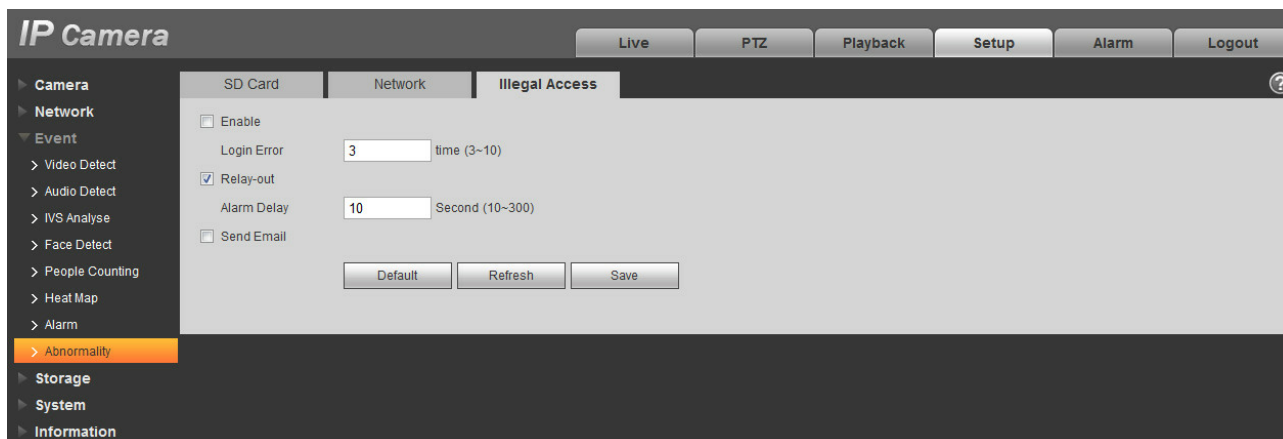 IP Camera
Live PTZ Playback Setup Alarm Logout
Camera
Network
Event
> Video Detect
> Audio Detect
> IVS Analyse
> Face Detect
> People Counting
> Heat Map
> Alarm
> Abnormality
Storage
System
Information
SD Card Network Illegal Access
?
Enable
Login Error 3 time (3~10)
Relay-out
Alarm Delay 10 Second (10~300)
Send Email
Default Refresh Save